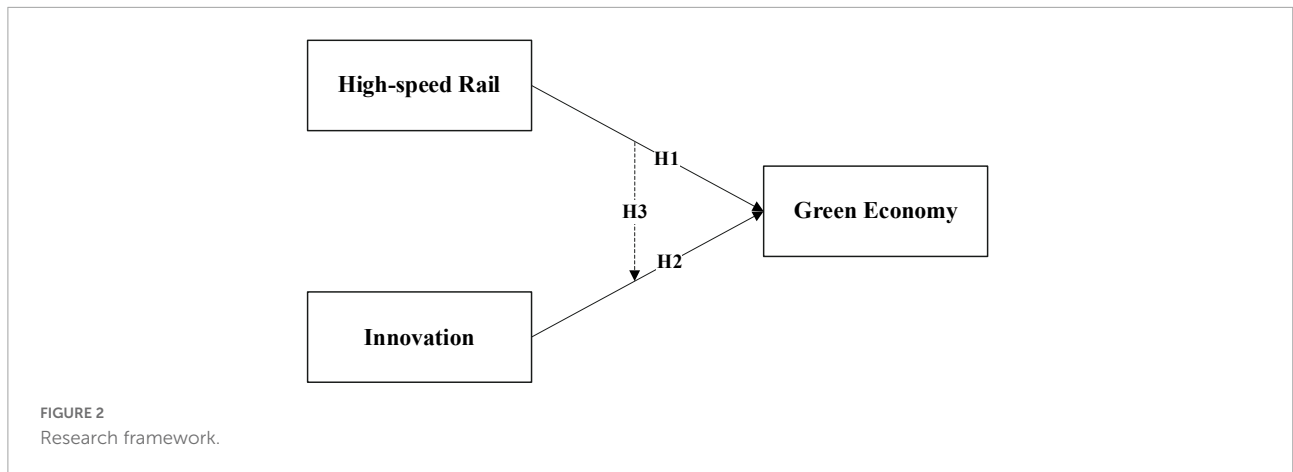 High-speed Rail
H1
Green Economy
H3
H2
Innovation
FIGURE 2
Research framework.